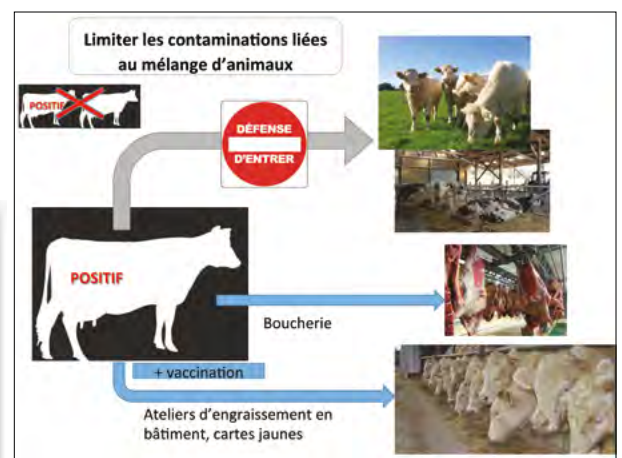 Limiter les contaminations liées
au mélange d'animaux
POSITIF
DÉFENSE
D'ENTRER
POSITIF
Boucherie
+ vaccination
Ateliers d'engraissement en
bâtiment, cartes jaunes